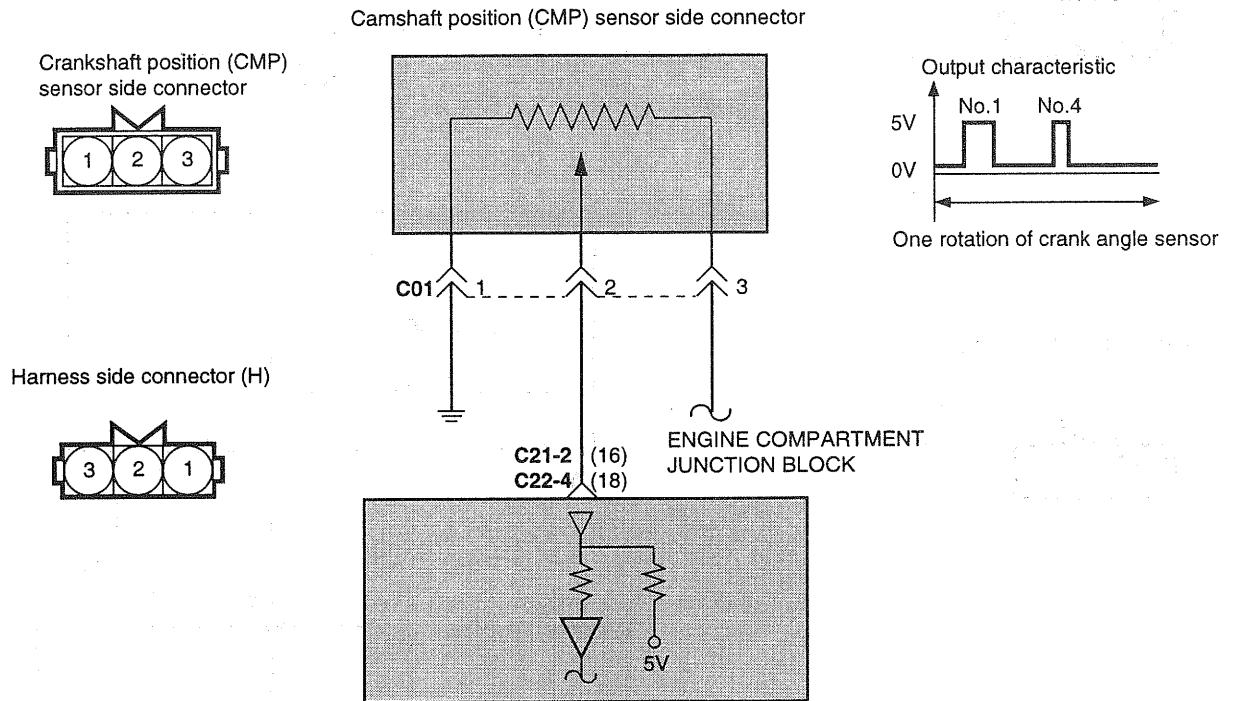 Camshaft position (CMP) sensor side connector
Crankshaft position (CMP)
sensor side connector
1 2 3
Output characteristic
No.1 No.4
5V
0V
One rotation of crank angle sensor
C01 1 2 3
Harness side connector (H)
3 2 1
ENGINE COMPARTMENT
JUNCTION BLOCK
C21-2 (16)
C22-4 (18)
5V